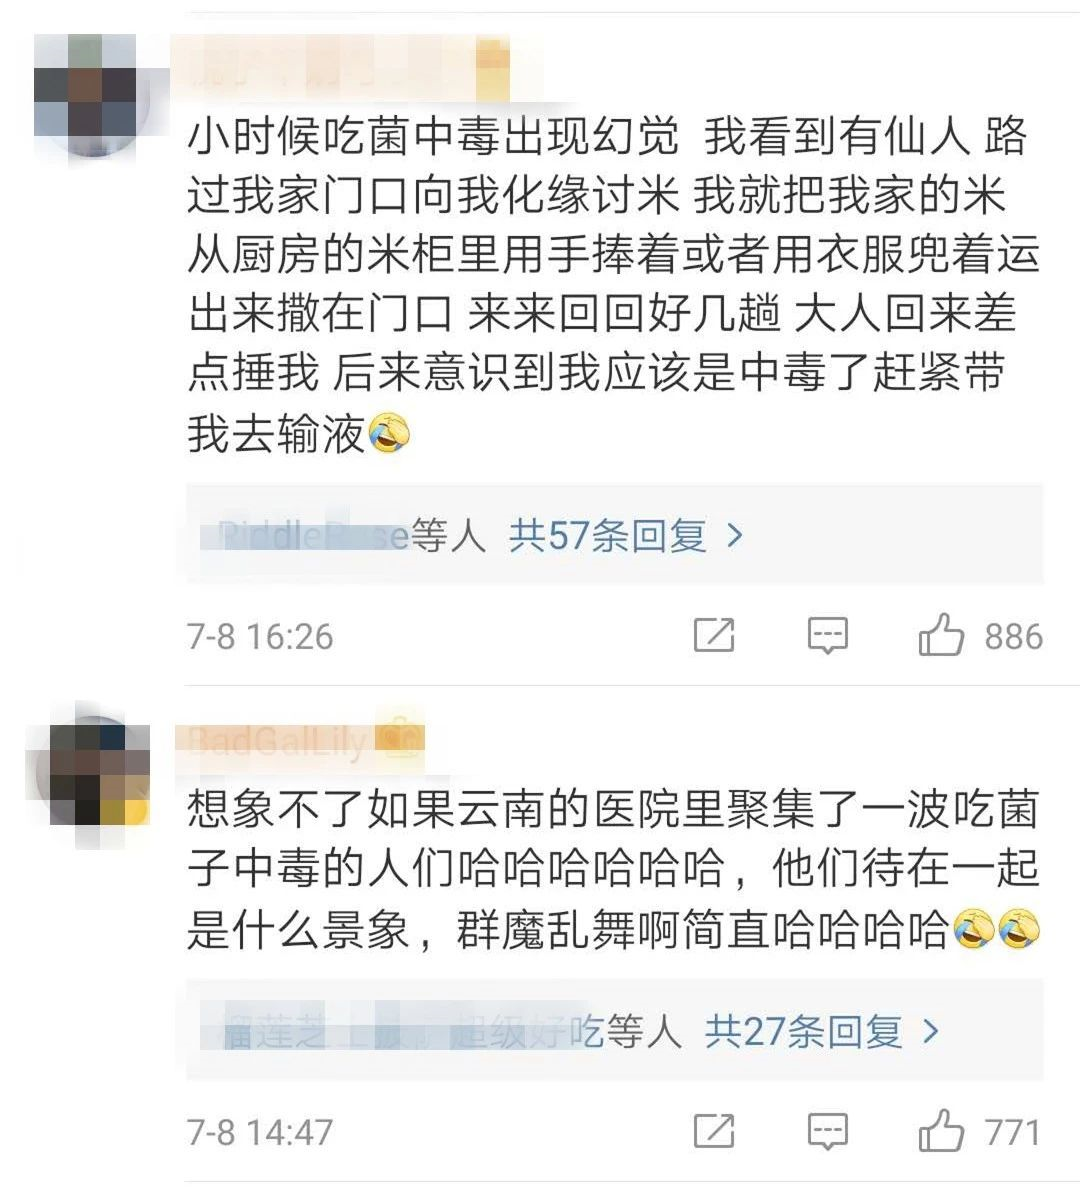 小时候吃菌中毒出现幻觉 我看到有仙人 路
过我家门口向我化缘讨米 我就把我家的米
从厨房的米柜里用手捧着或者用衣服兜着运
出来撒在门口 来来回回好几趟 大人回来差
点捶我 后来意识到我应该是中毒了赶紧带
我去输液
等人 共57条回复 >
7-8 16:26 886
BadGalLily
想象不了如果云南的医院里聚集了一波吃菌
子中毒的人们哈哈哈哈哈哈，他们待在一起
是什么景象，群魔乱舞啊简直哈哈哈哈
超级好吃等人 共27条回复 >
7-8 14:47 771